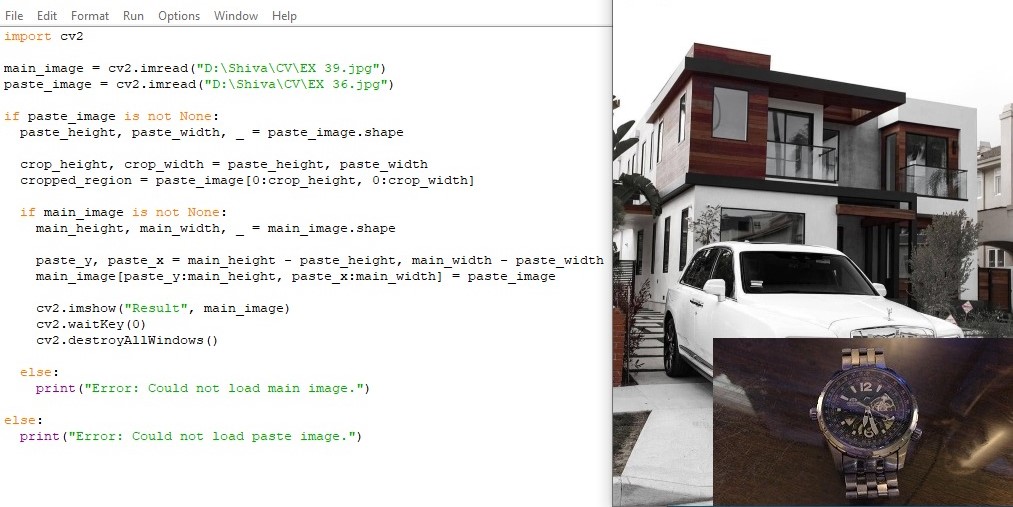 File Edit Format Run Options Window Help
import cv2
main_image = cv2.imread("D:\Shiva\CV\EX 39.jpg")
paste_image = cv2.imread("D:\Shiva\CV\EX 36.jpg")
if paste_image is not None:
paste_height, paste_width, _ = paste_image.shape
crop_height, crop_width = paste_height, paste_width
cropped_region = paste_image[0:crop_height, 0:crop_width]
if main_image is not None:
main_height, main_width, _ = main_image.shape
paste_y, paste_x = main_height - paste_height, main_width - paste_width
main_image[paste_y:main_height, paste_x:main_width] = paste_image
cv2.imshow("Result", main_image)
cv2.waitKey(0)
cv2.destroyAllWindows()
else:
print("Error: Could not load main image.")
else:
print("Error: Could not load paste image.")
12